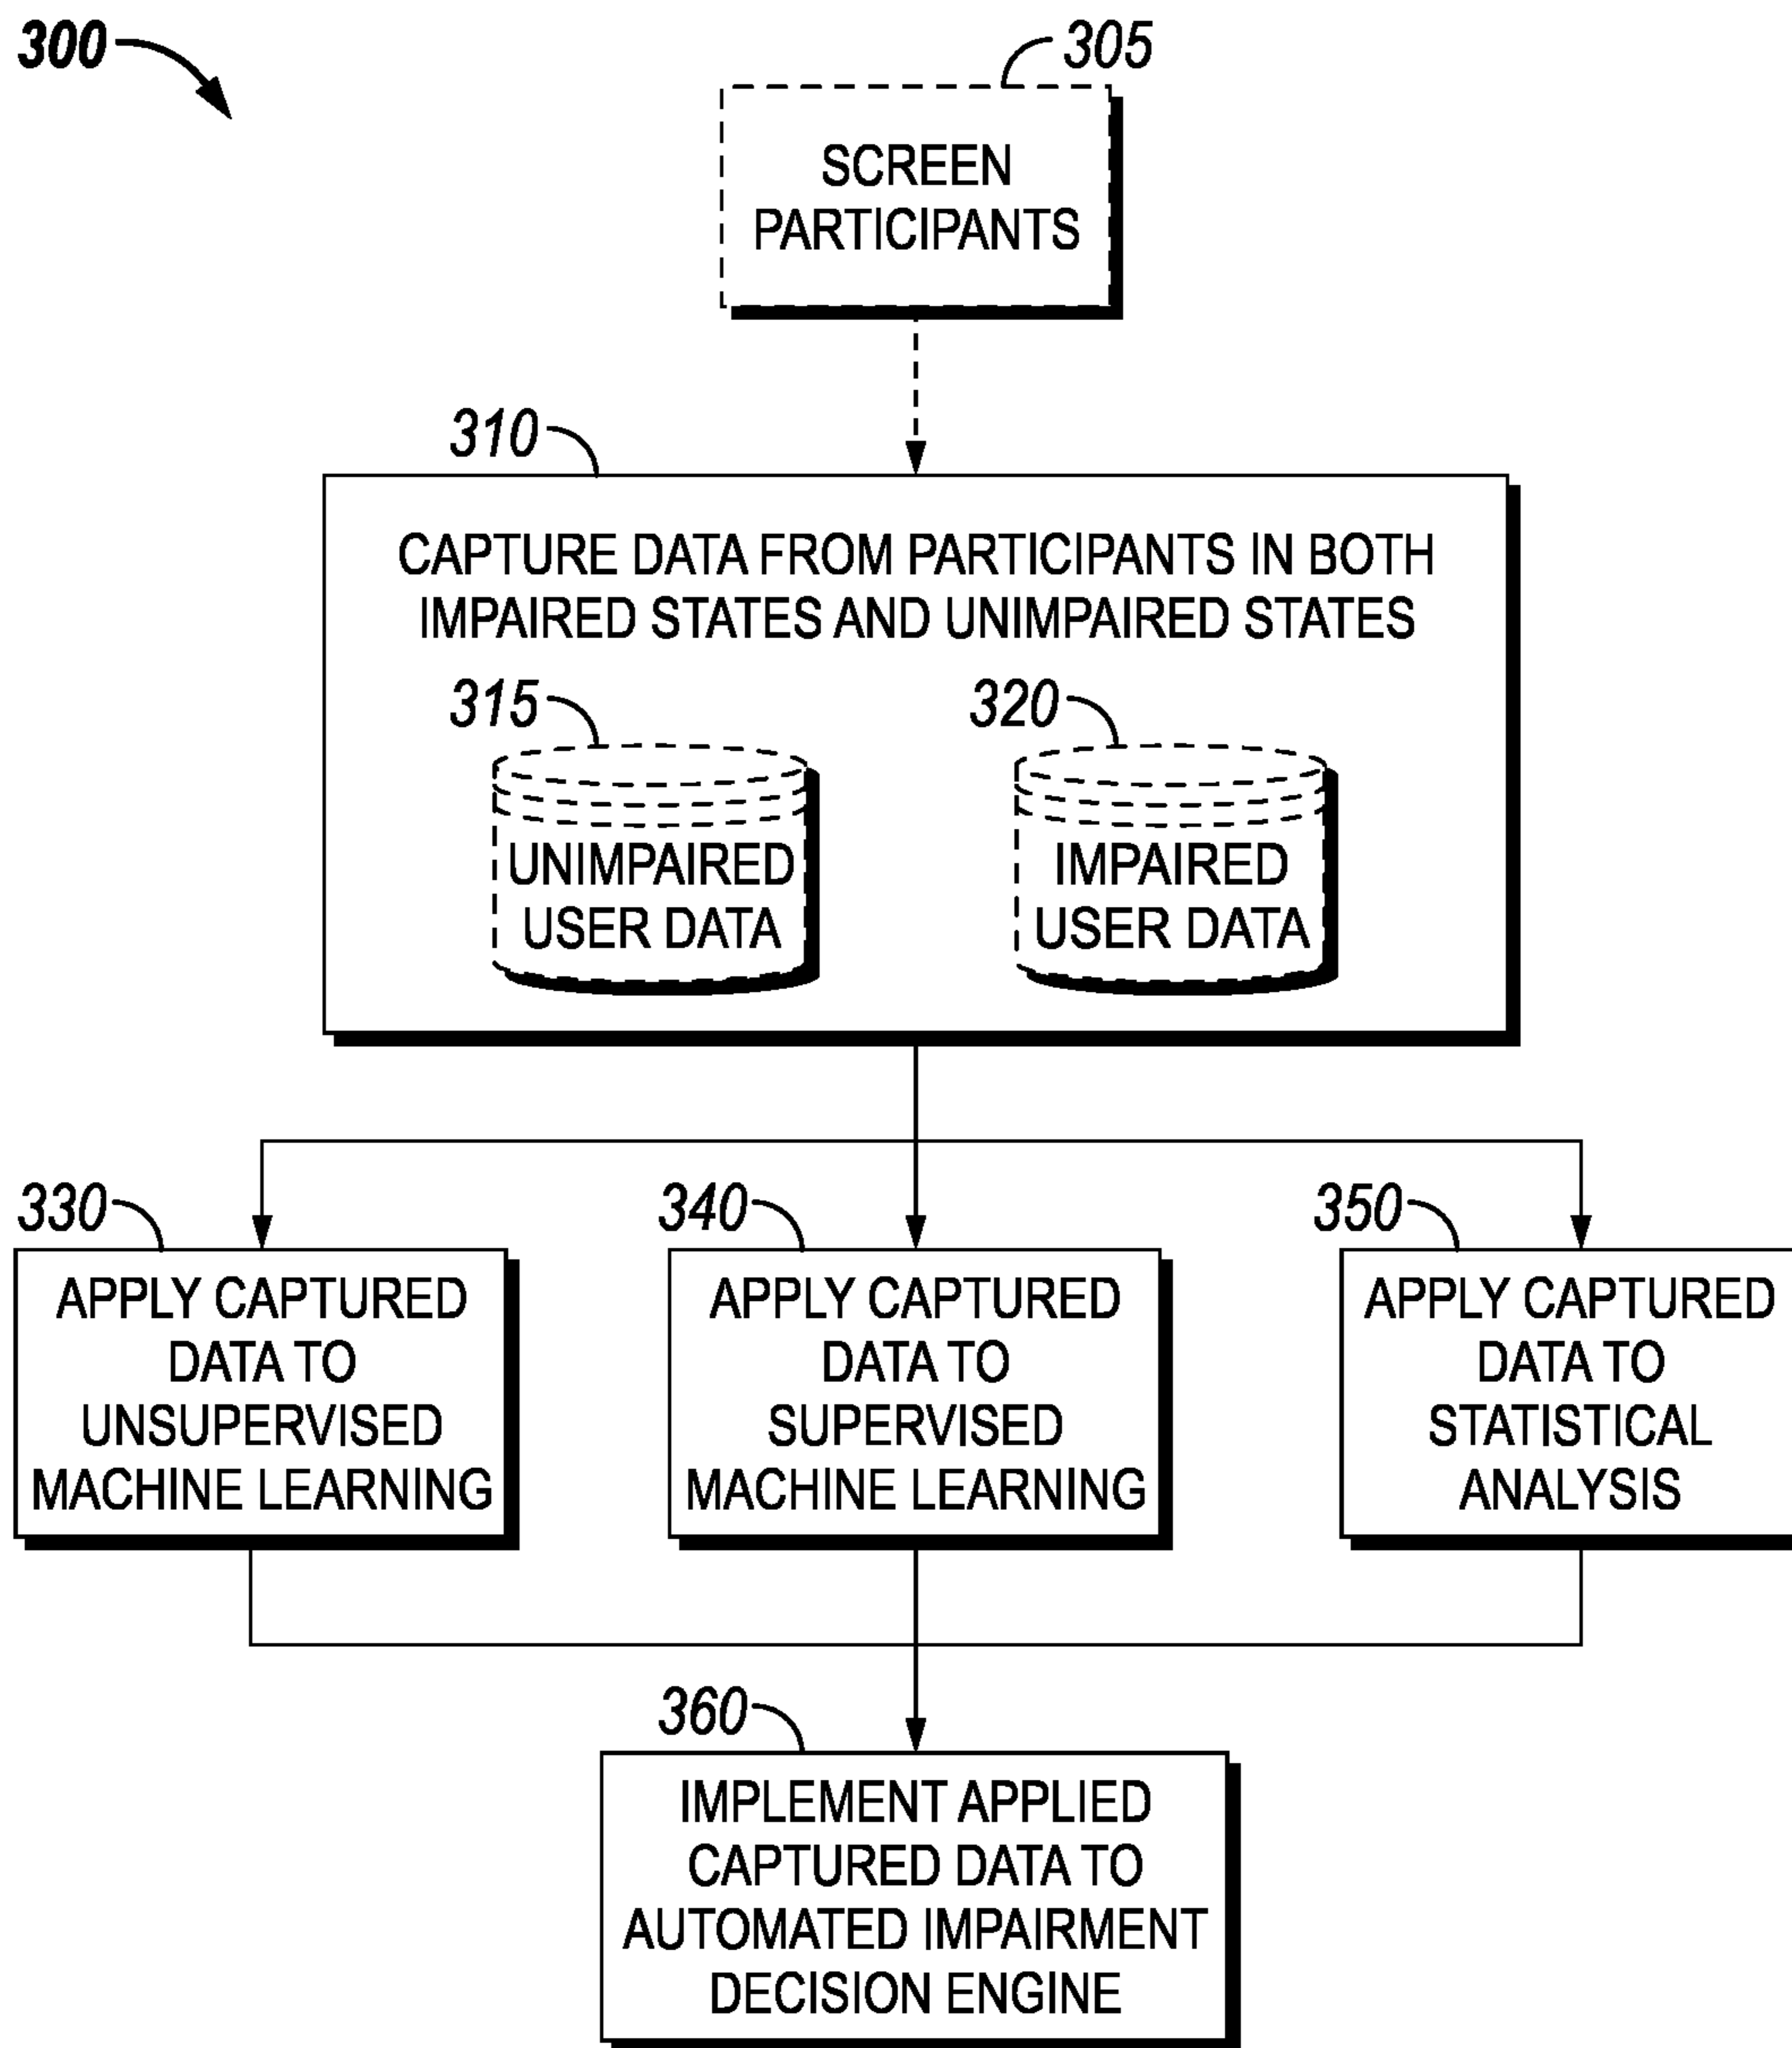 300
305
SCREEN
PARTICIPANTS
310
CAPTURE DATA FROM PARTICIPANTS IN BOTH
IMPAIRED STATES AND UNIMPAIRED STATES
315
UNIMPAIRED
USER DATA
320
IMPAIRED
USER DATA
330
APPLY CAPTURED
DATA TO
UNSUPERVISED
MACHINE LEARNING
340
APPLY CAPTURED
DATA TO
SUPERVISED
MACHINE LEARNING
350
APPLY CAPTURED
DATA TO
STATISTICAL
ANALYSIS
360
IMPLEMENT APPLIED
CAPTURED DATA TO
AUTOMATED IMPAIRMENT
DECISION ENGINE